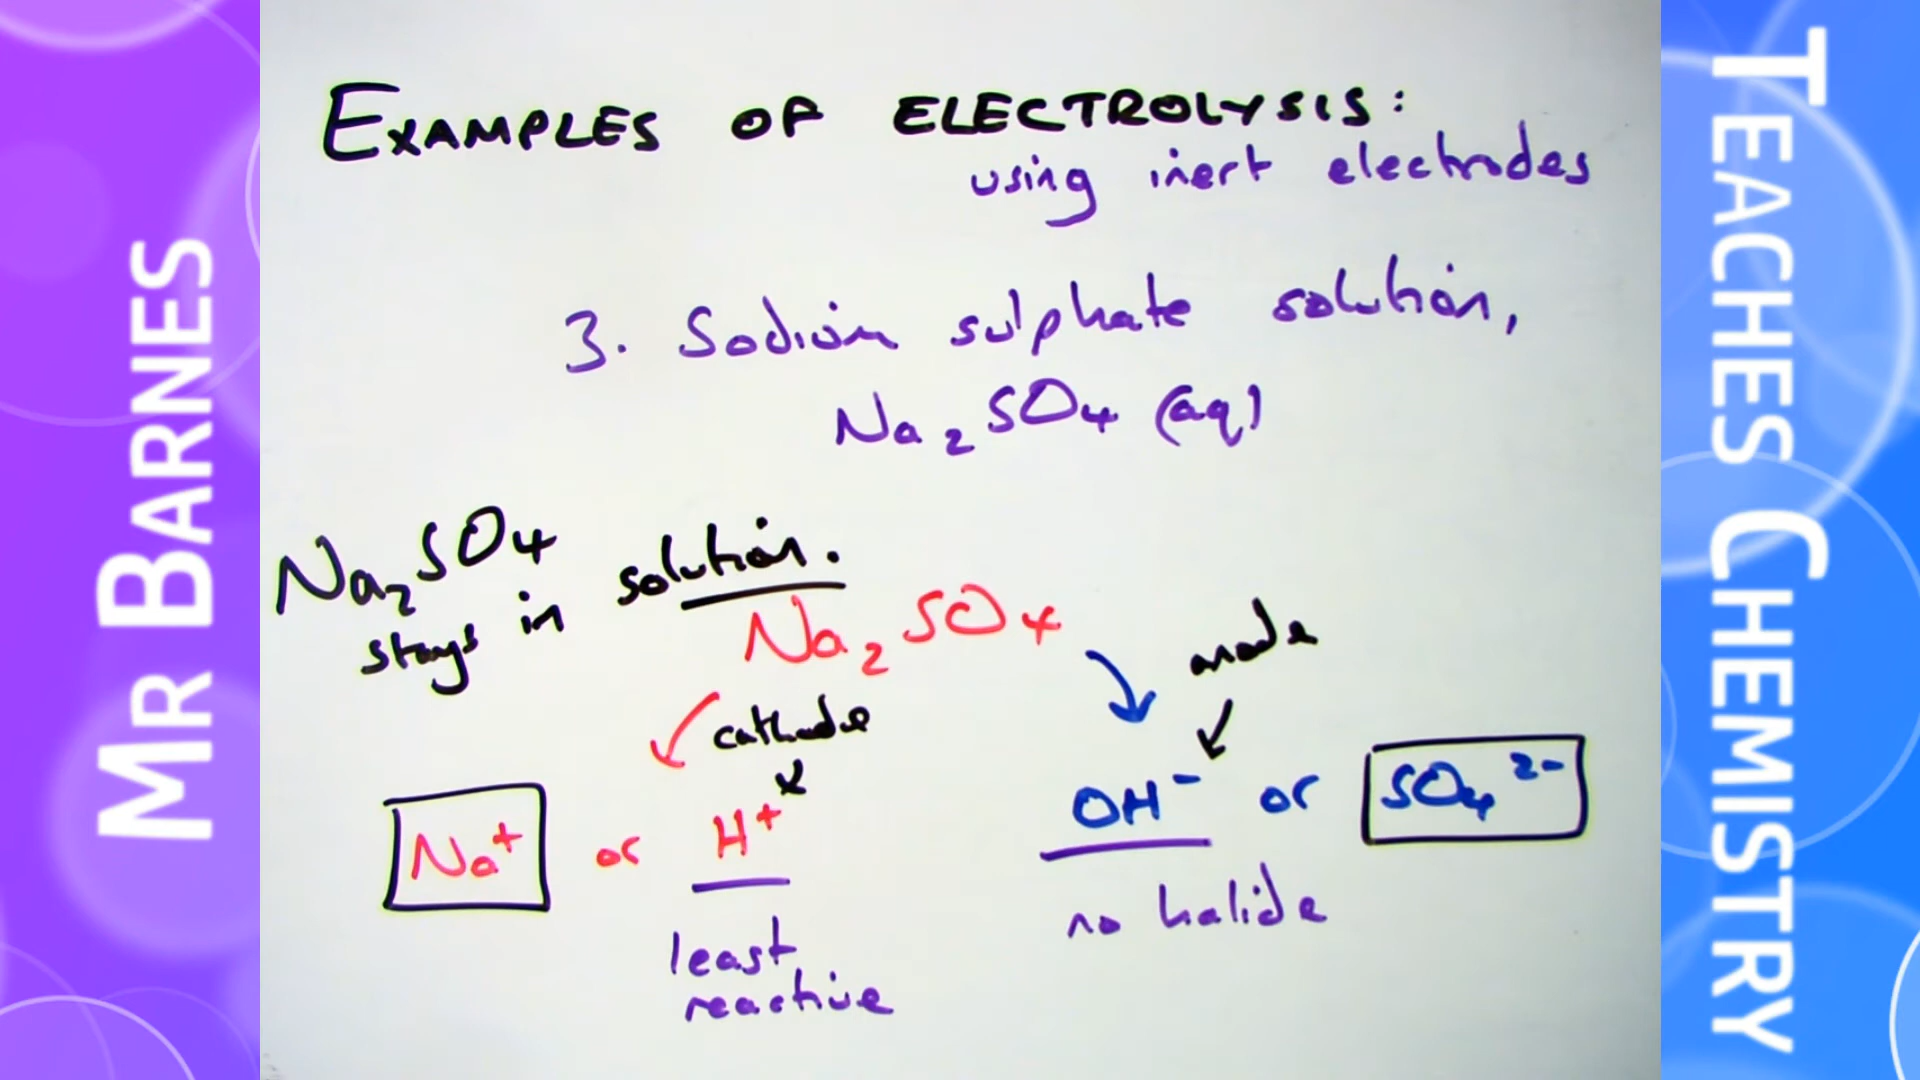 MR BARNES
EXAMPLES OF ELECTROLYSIS:
using inert electrodes
3. Sodium sulphate solution,
Na₂SO₄ (aq)
Na₂SO₄
stays in solution.
Na₂SO₄
cathode
anode
Na⁺ or H⁺
OH⁻ or SO₄²⁻
least
reactive
no halide
TEACHES CHEMISTRY